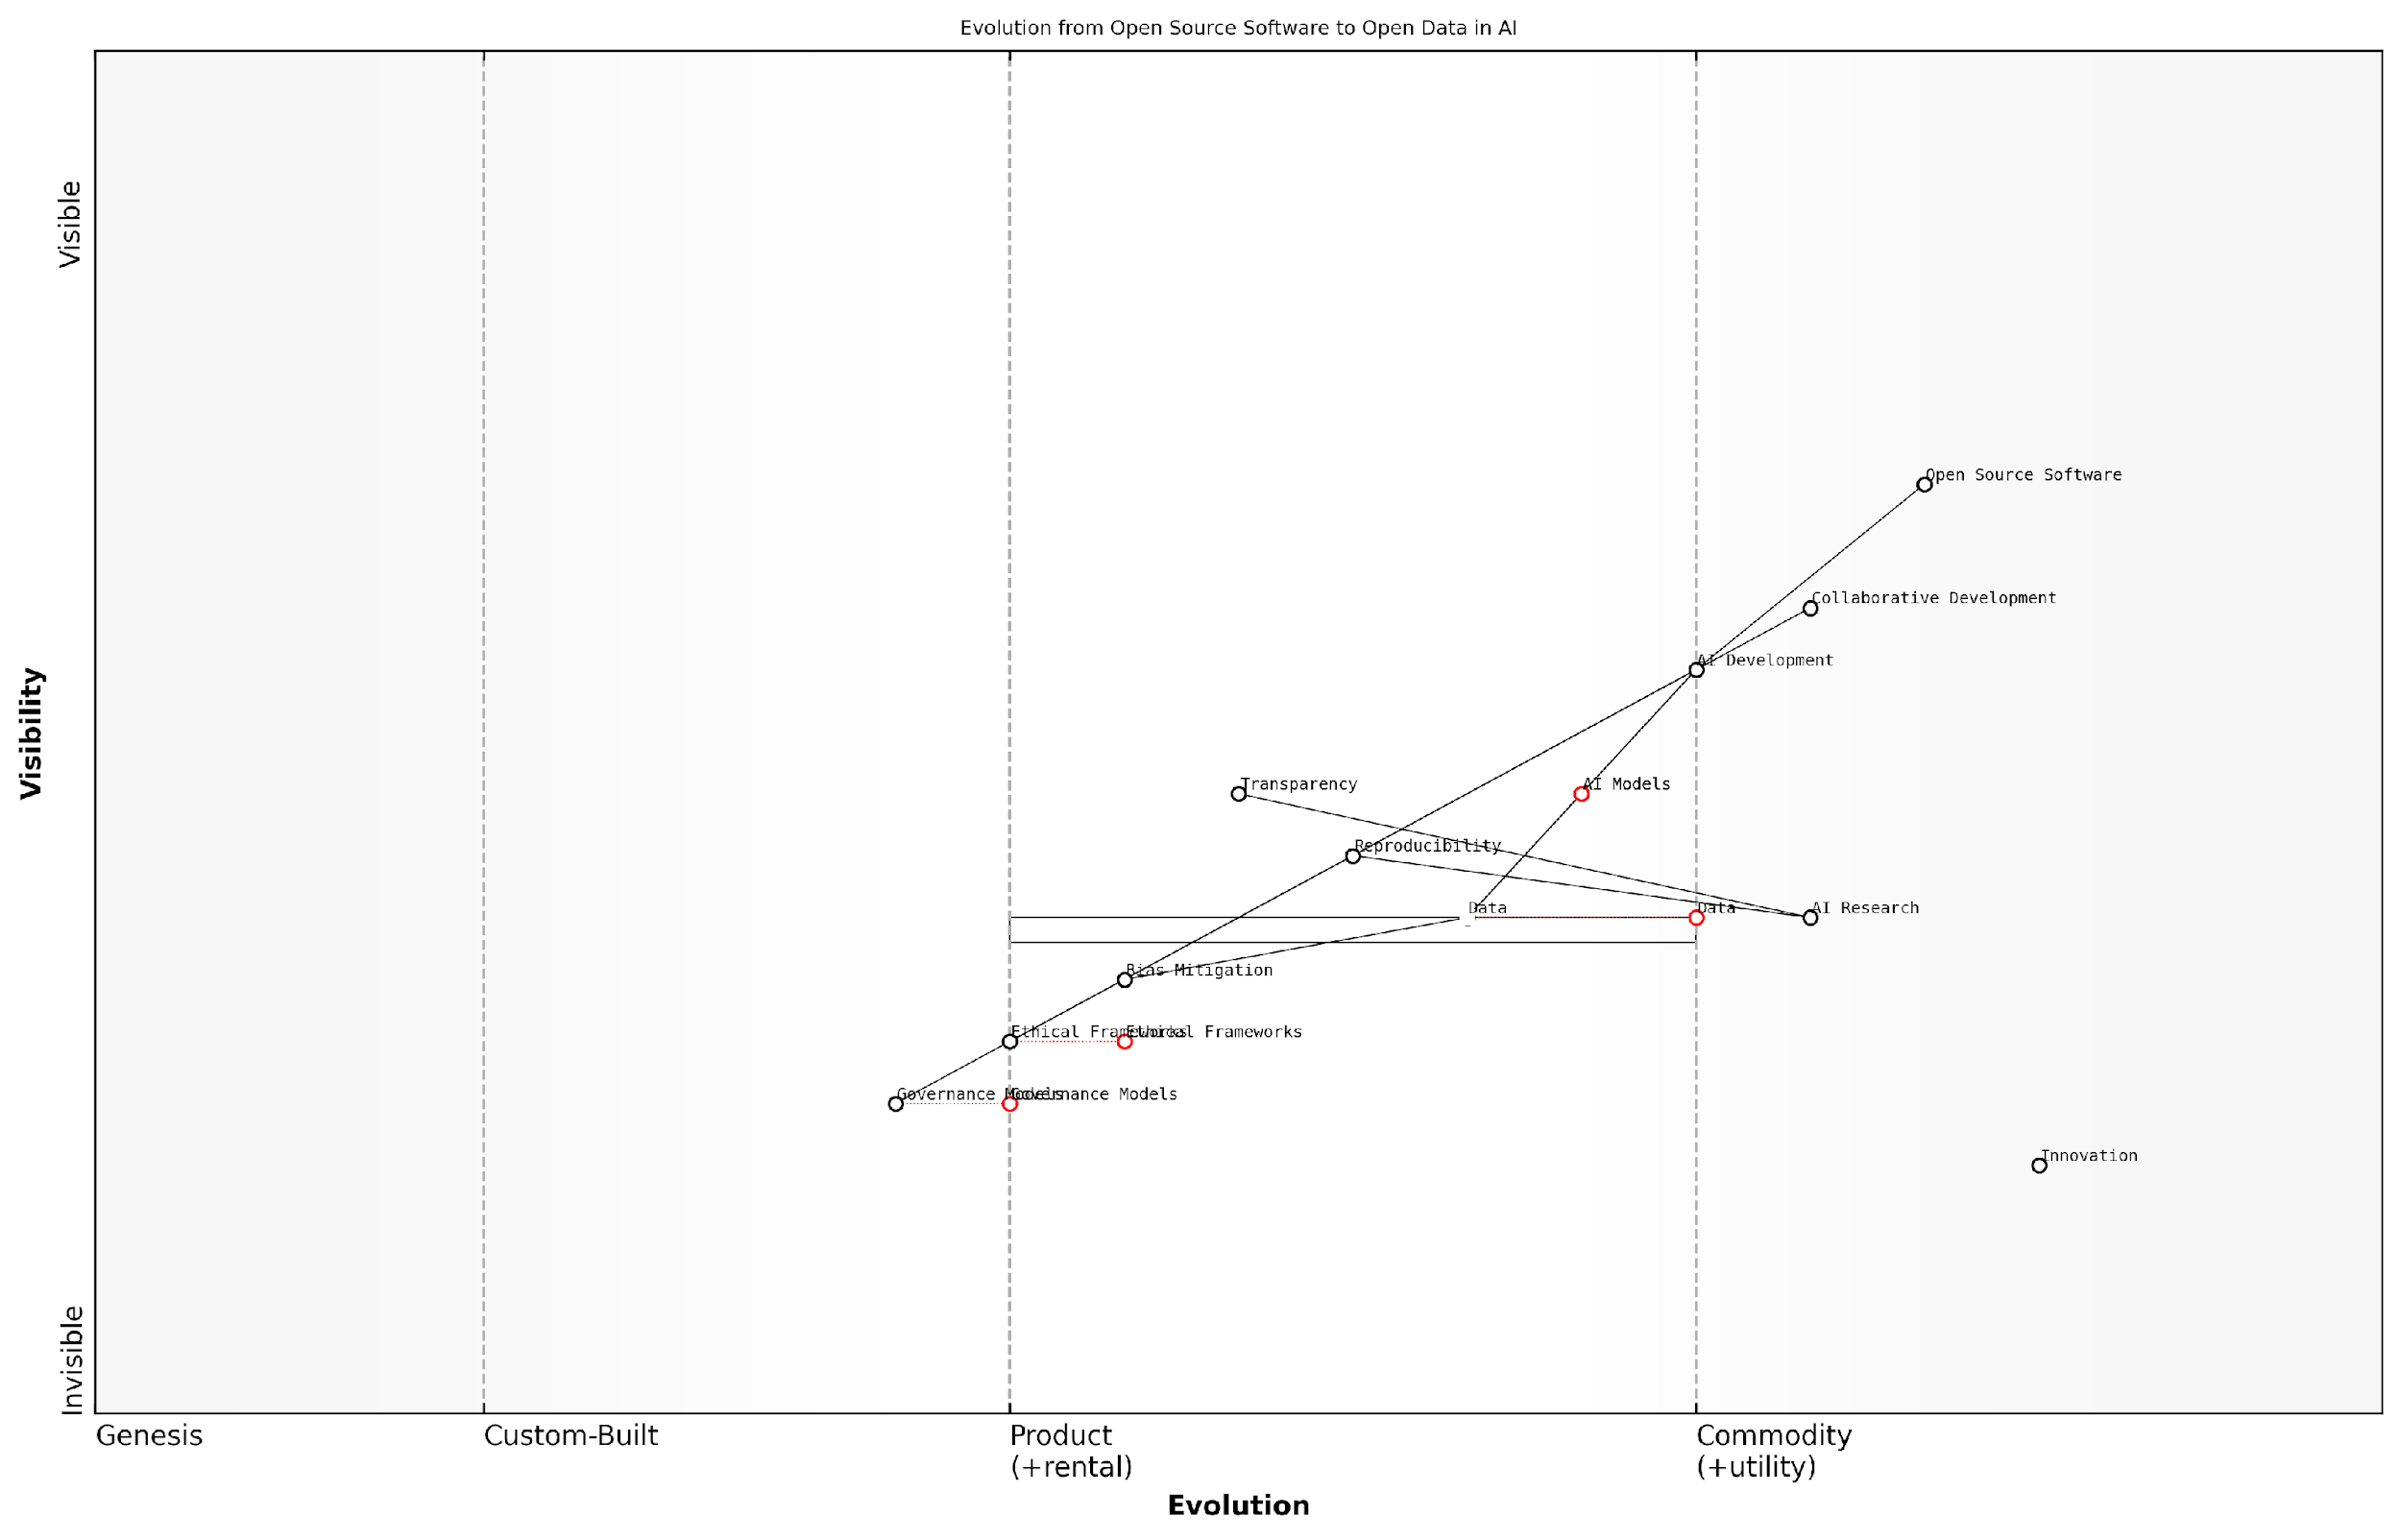 Evolution from Open Source Software to Open Data in AI
Visible
Open Source Software
Collaborative Development
AI Development
Visibility
Transparency
AI Models
Reproducibility
Data
Data
AI Research
Bias Mitigation
Ethical Frameworks
Ethical Frameworks
Governance Models
Governance Models
Innovation
Invisible
Genesis
Custom-Built
Product
(+rental)
Commodity
(+utility)
Evolution